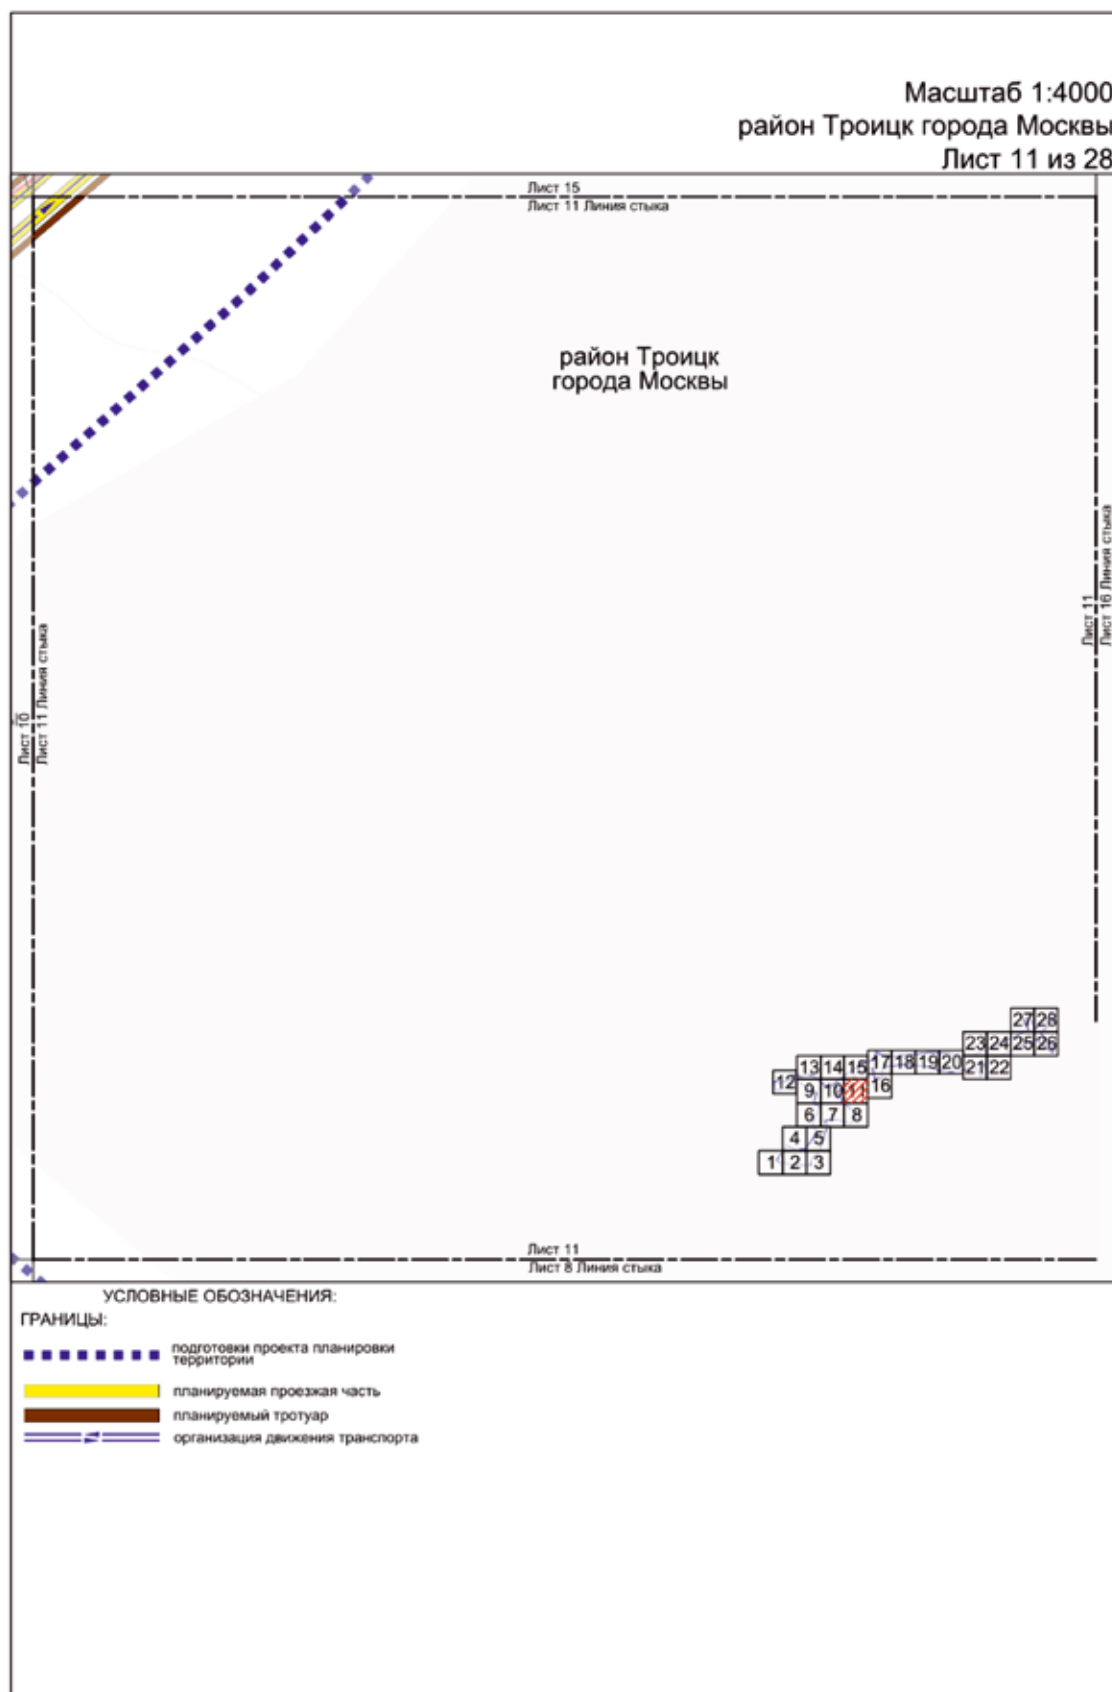 Масштаб 1:4000
район Троицк города Москвы
Лист 11 из 28
Лист 15
Лист 11 Линия стыка
район Троицк
города Москвы
Лист 10
Лист 11 Линия стыка
Лист 11
Лист 16 Линия стыка
27 28
23 24 25 26
13 14 15 17 18 19 20 21 22
12 9 10 11 16
6 7 8
4 5
1 2 3
Лист 11
Лист 8 Линия стыка
УСЛОВНЫЕ ОБОЗНАЧЕНИЯ:
ГРАНИЦЫ:
подготовки проекта планировки
территории
планируемая проезжая часть
планируемый тротуар
организация движения транспорта